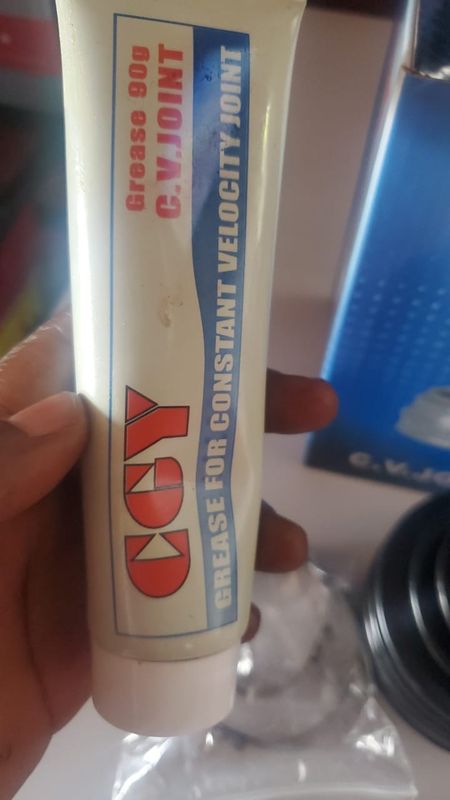 Grease 90g
C.V.JOINT
CGY
GREASE FOR CONSTANT VELOCITY JOINT